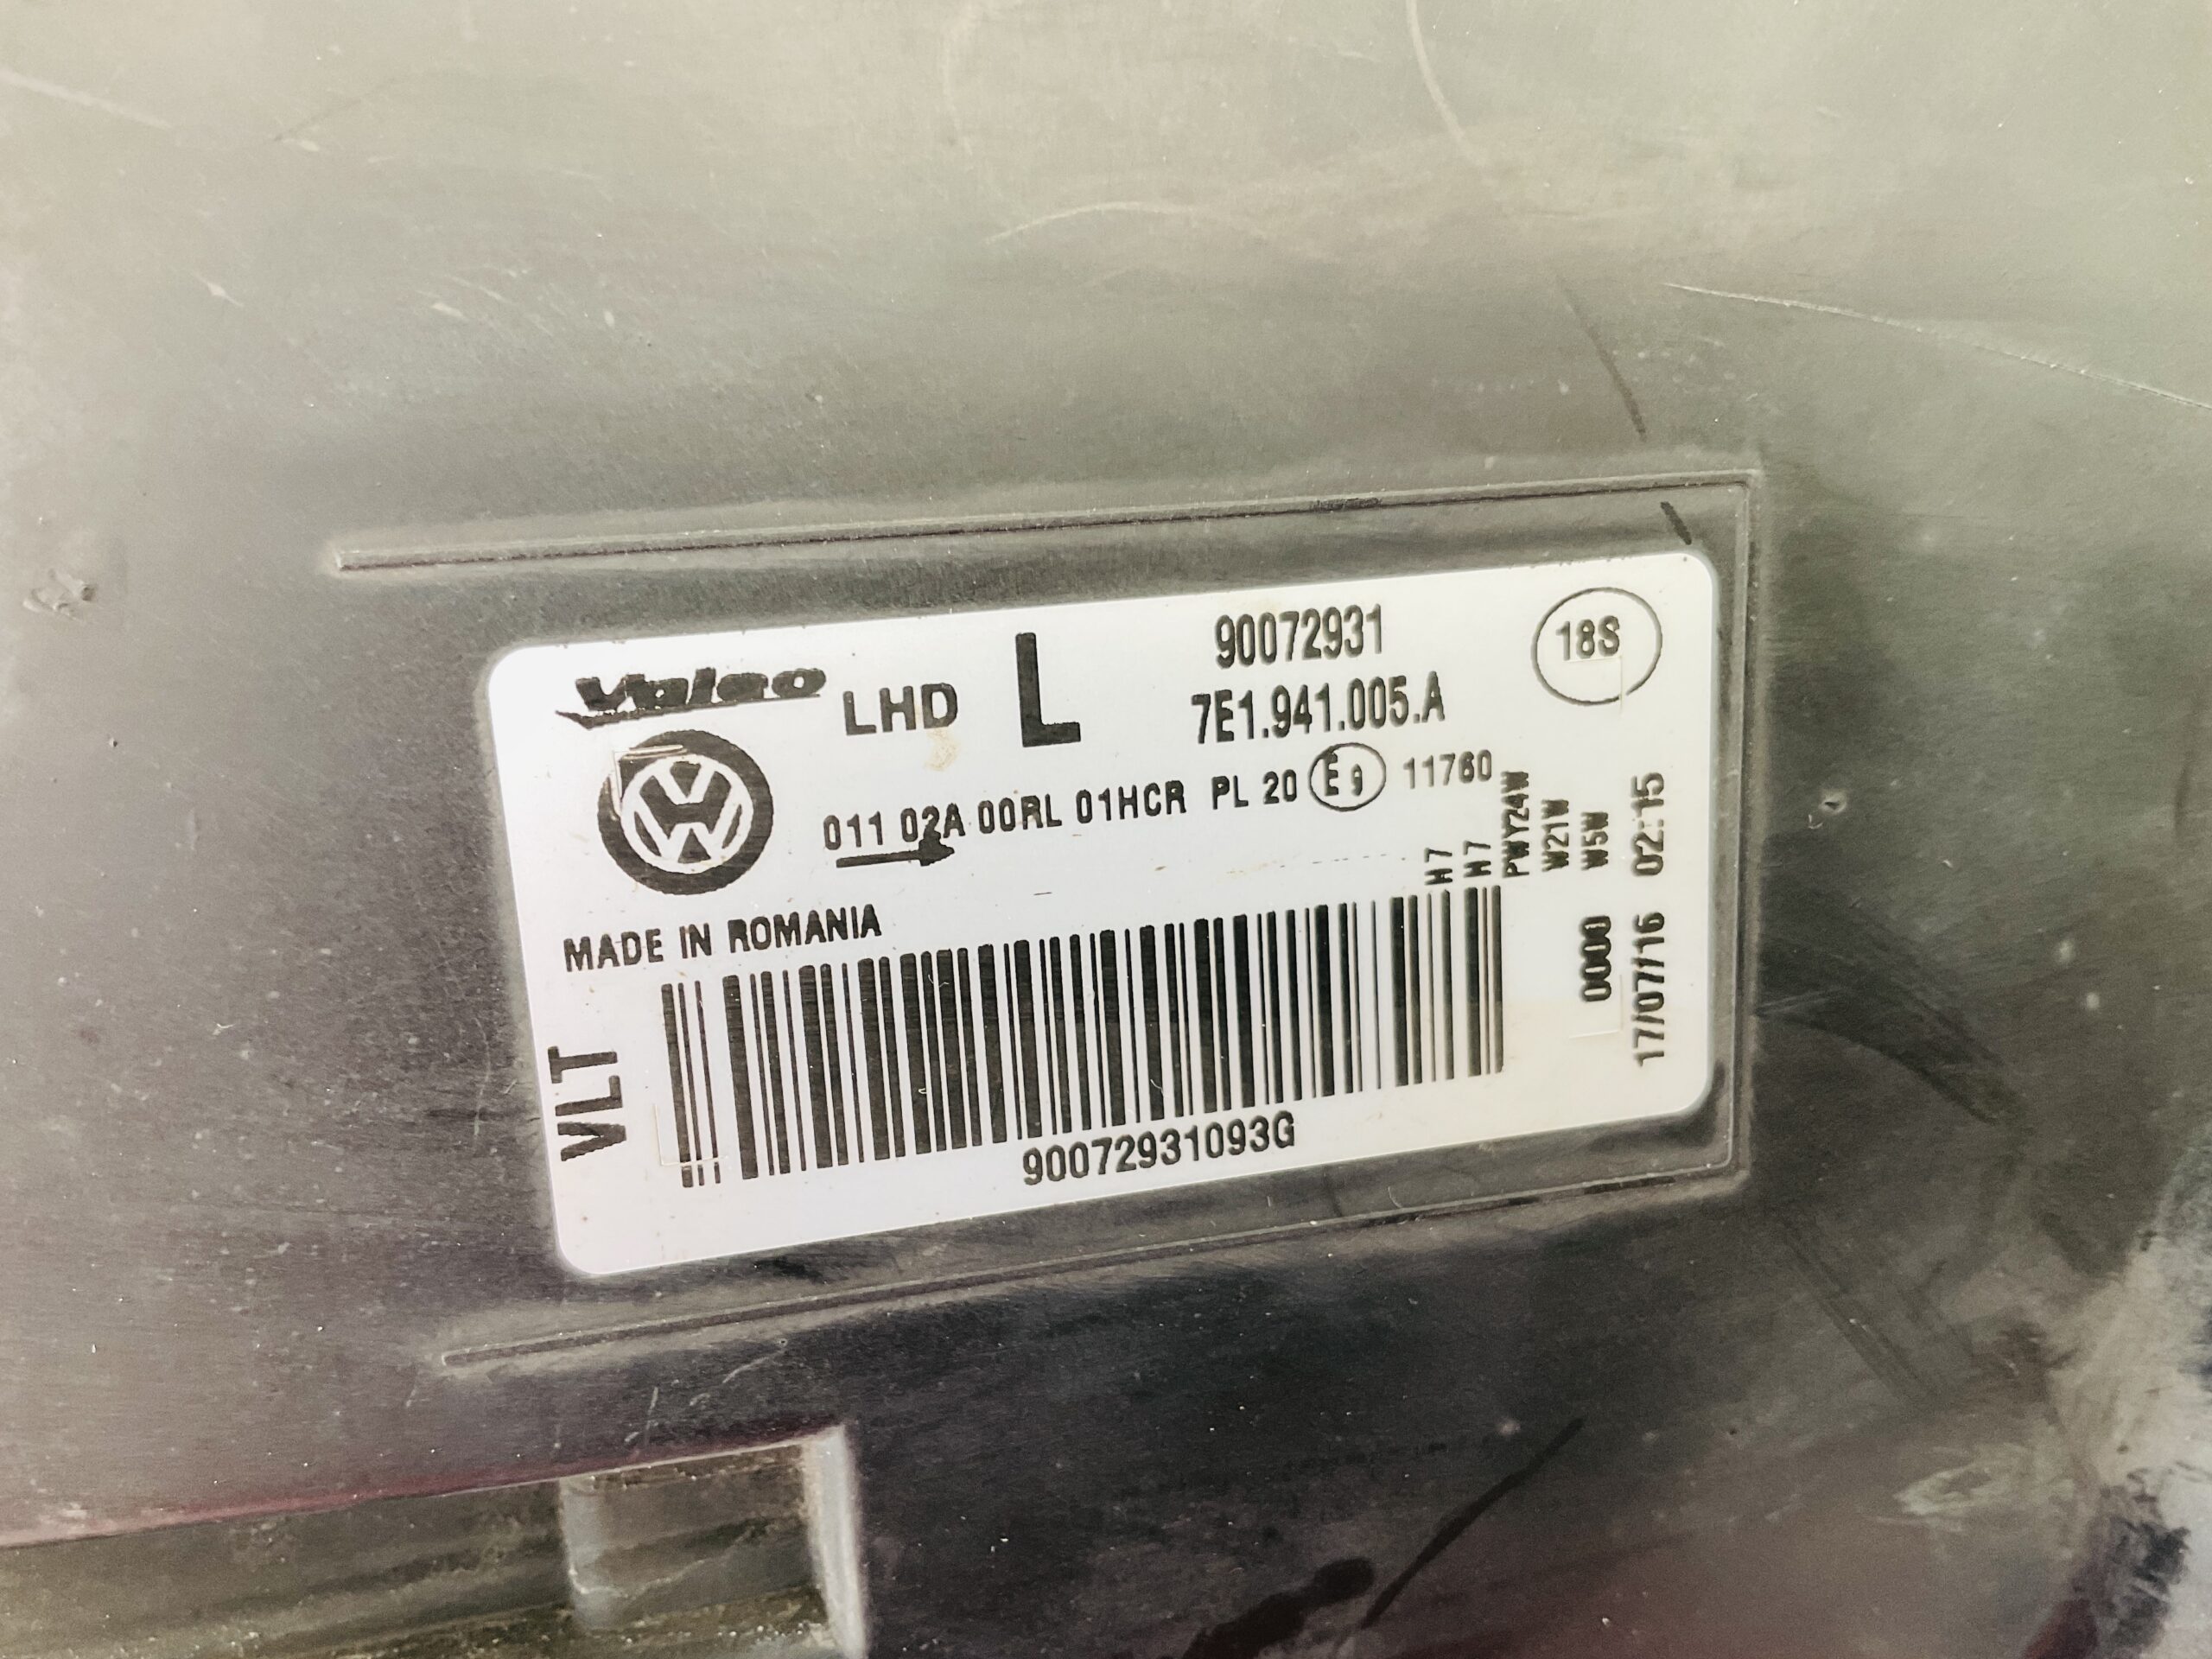 Valeo LHD L 90072931 18S
7E1.941.005.A
011 02A 00RL 01HCR PL 20 E9 11760
H7
H7
PWY24W
W21W
W5W
0000
17/07/16 02:15
MADE IN ROMANIA
VLT
90072931093G